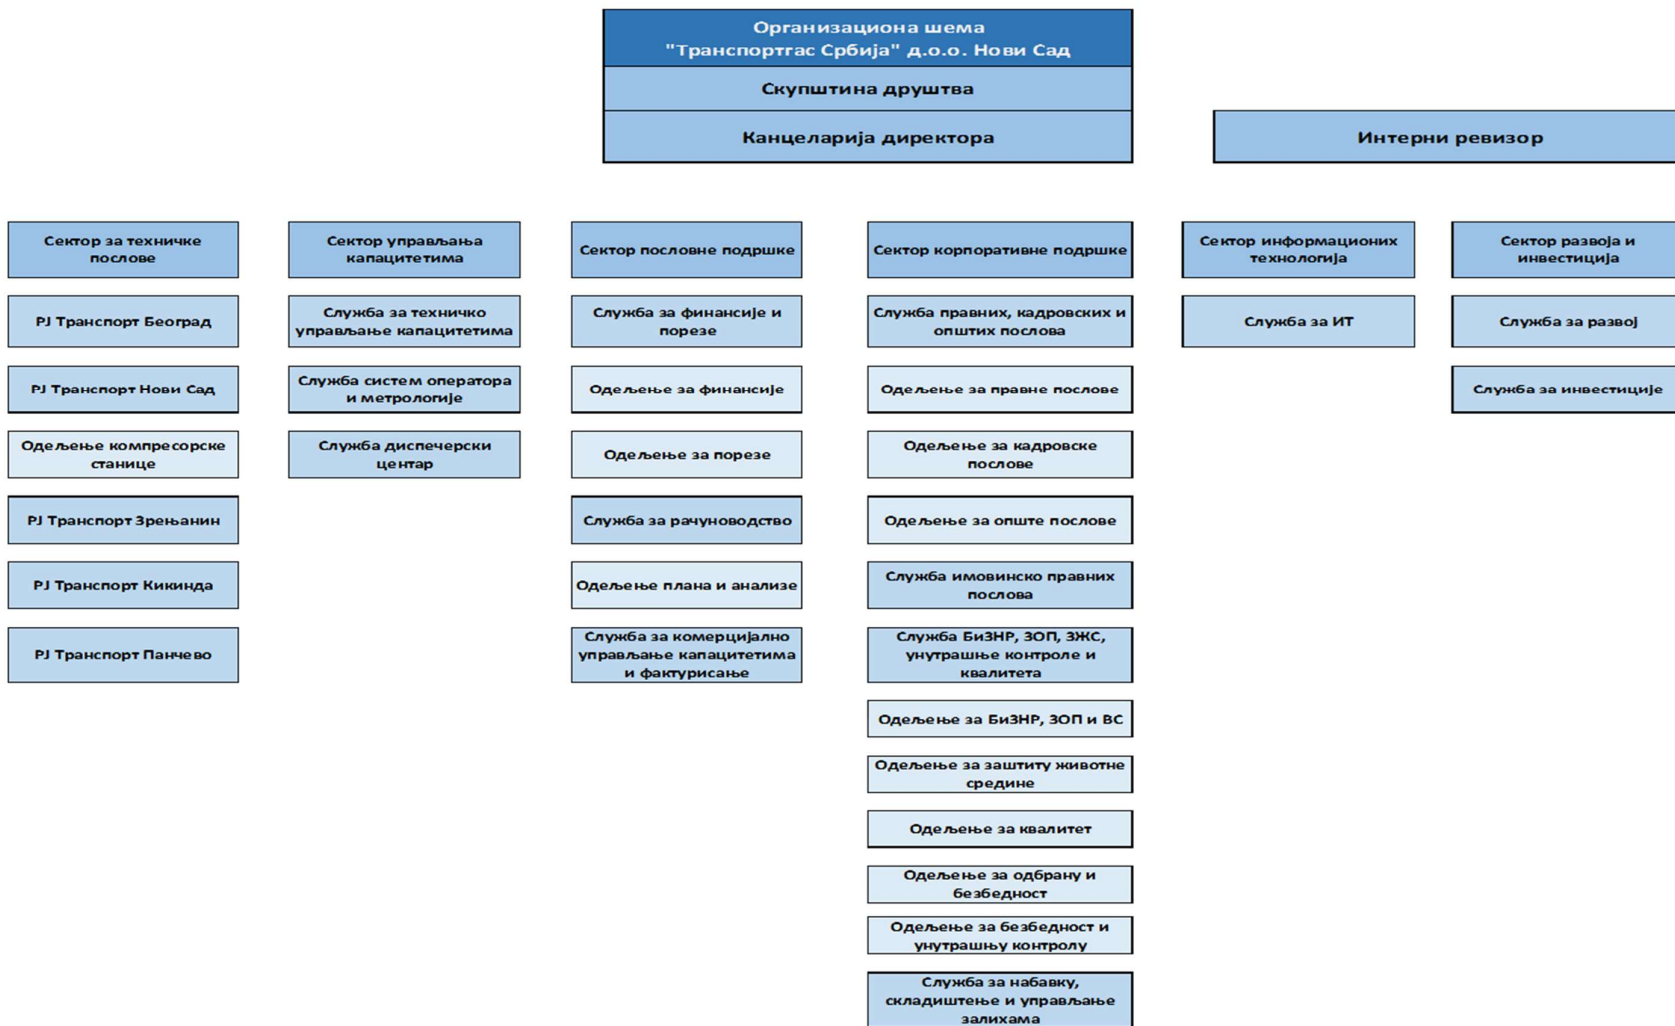 Организациона шема
"Транспортгас Србија" д.о.о. Нови Сад
Скупштина друштва
Канцеларија директора
Интерни ревизор
Сектор за техничке
послове
РЈ Транспорт Београд
РЈ Транспорт Нови Сад
Одељење компресорске
станице
РЈ Транспорт Зрењанин
РЈ Транспорт Кикинда
РЈ Транспорт Панчево
Сектор управљања
капацитетима
Служба за техничко
управљање капацитетима
Служба систем оператора
и метрологије
Служба диспечерски
центар
Сектор пословне подршке
Служба за финансије и
порезе
Одељење за финансије
Одељење за порезе
Служба за рачуноводство
Одељење плана и анализе
Служба за комерцијално
управљање капацитетима
и фактурисање
Сектор корпоративне подршке
Служба правних, кадровских и
општих послова
Одељење за правне послове
Одељење за кадровске
послове
Одељење за опште послове
Служба имовинско правних
послова
Служба БиЗНР, ЗОП, ЗЖС,
унутрашње контроле и
квалитета
Одељење за БиЗНР, ЗОП и ВС
Одељење за заштиту животне
средине
Одељење за квалитет
Одељење за одбрану и
безбедност
Одељење за безбедност и
унутрашњу контролу
Служба за набавку,
складиштење и управљање
залихама
Сектор информационих
технологија
Служба за ИТ
Сектор развоја и
инвестиција
Служба за развој
Служба за инвестиције